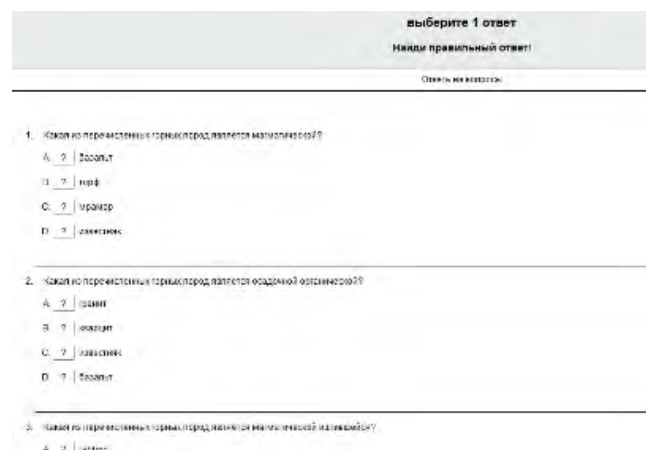 выберите 1 ответ
Найди правильный ответ!
Ответь на вопросы
1. Какая из перечисленных горных пород является магматической?
A. ? базальт
B. ? торф
C. ? мрамор
D. ? известняк
2. Какая из перечисленных горных пород является осадочной органической?
A. ? гранит
B. ? кварцит
C. ? известняк
D. ? базальт
3. Какая из перечисленных горных пород является магматической излившейся?
A. ?